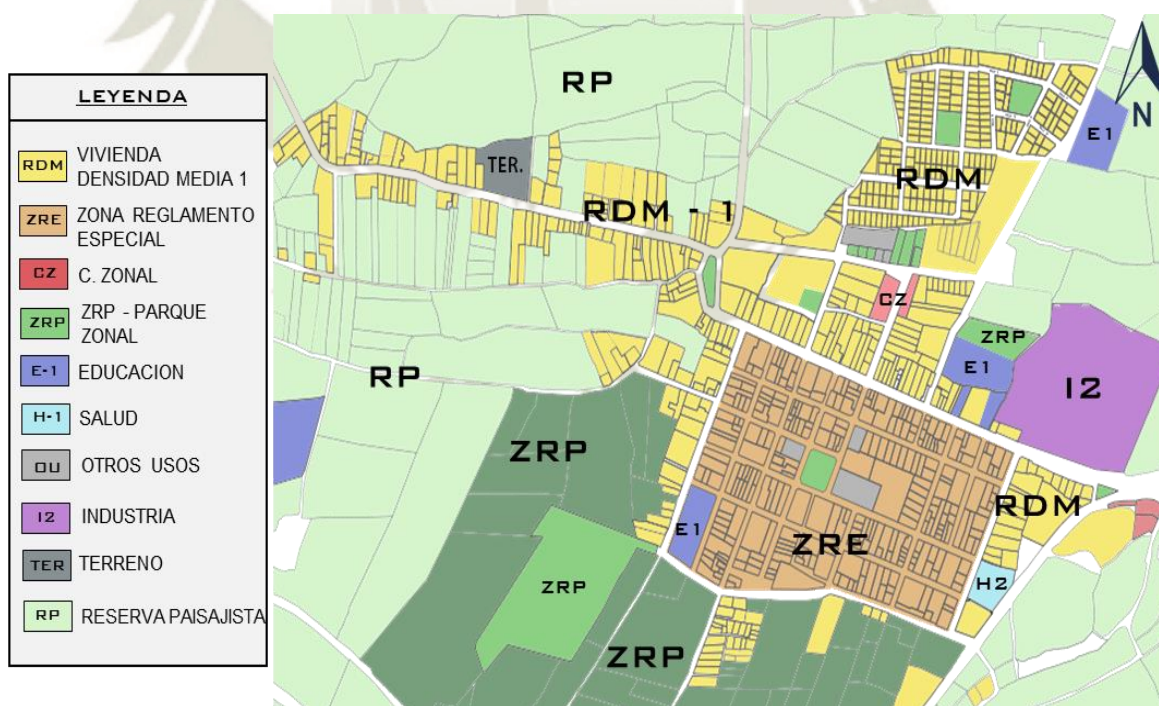 LEYENDA
RDM VIVIENDA
DENSIDAD MEDIA 1
ZRE ZONA REGLAMENTO
ESPECIAL
CZ C. ZONAL
ZRP ZRP - PARQUE
ZONAL
E-1 EDUCACION
H-1 SALUD
OU OTROS USOS
I2 INDUSTRIA
TER TERRENO
RP RESERVA PAISAJISTA
RP
N
E1
TER.
RDM
RDM - 1
CZ
ZRP
E1
RP
I2
ZRP
RDM
E1
ZRE
ZRP
H2
ZRP